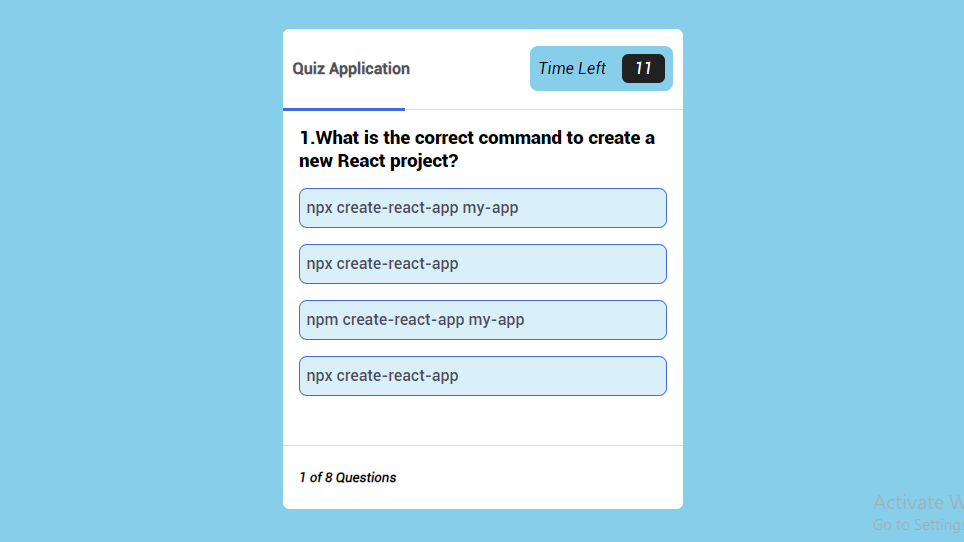 Quiz Application
Time Left 11
1.What is the correct command to create a
new React project?
npx create-react-app my-app
npx create-react-app
npm create-react-app my-app
npx create-react-app
1 of 8 Questions
Activate W
Go to Settings